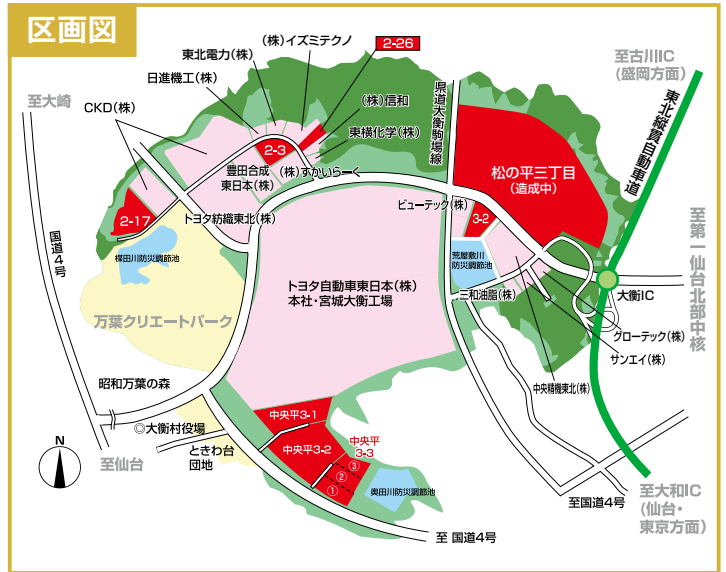 区画図
(株)イズミテクノ
2-26
東北電力(株)
日進機工(株)
至古川IC
(盛岡方面)
至大崎
CKD(株)
県道大衡駒場線
(株)信和
東横化学(株)
東北縦貫自動車道
2-3
豊田合成
東日本(株)
(株)すかいらーく
松の平三丁目
(造成中)
2-17
トヨタ紡織東北(株)
ビューテック(株)
3-2
国道4号
楳田川防災調節池
荒屋敷川
防災調節池
至第一仙台北部中核
トヨタ自動車東日本(株)
本社・宮城大衡工場
三和油脂(株)
大衡IC
万葉クリエートパーク
グローテック(株)
サンエイ(株)
昭和万葉の森
中央精機東北(株)
中央平3-1
◎大衡村役場
中央平
3-3
中央平3-2
N
ときわ台
団地
至仙台
③
②
①
奥田川防災調節池
至大和IC
(仙台・
東京方面)
至国道4号
至 国道4号